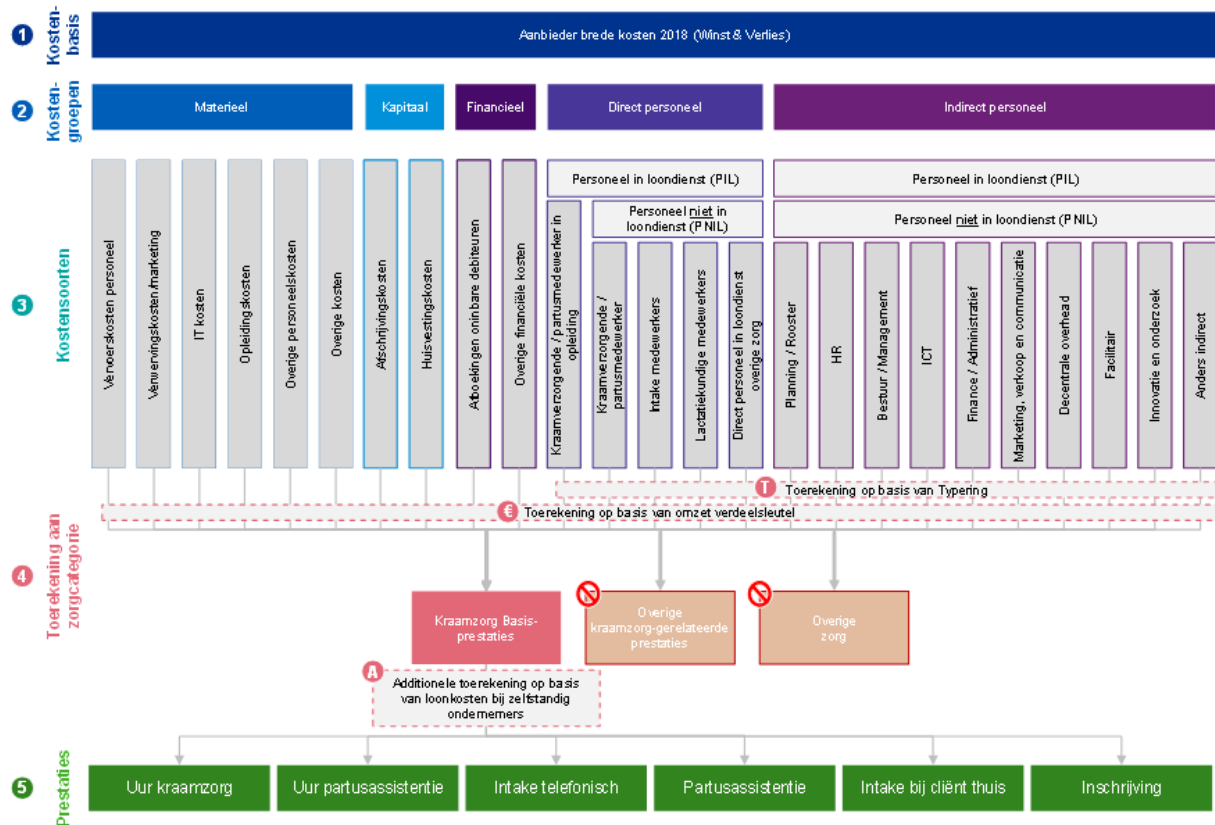 1
Kosten-
basis
Aanbieder brede kosten 2018 (Winst & Verlies)
2
Kosten-
groepen
Materieel
Kapitaal
Financieel
Direct personeel
Indirect personeel
3
Kostensoorten
Vervoerskosten personeel
Verwervingskosten/marketing
IT kosten
Opleidingskosten
Overige personeelskosten
Overige kosten
Afschrijvingskosten
Huisvestingskosten
Afboekingen oninbare debiteuren
Overige financiële kosten
Personeel in loondienst (PIL)
Personeel niet in
loondienst (PNIL)
Kraamverzorgende / partusmedewerker in
opleiding
Kraamverzorgende /
partusmedewerker
Intake medewerkers
Lactatiekundige medewerkers
Direct personeel in loondienst
overige zorg
Personeel in loondienst (PIL)
Personeel niet in loondienst (PNIL)
Planning / Rooster
HR
Bestuur / Management
ICT
Finance / Administratief
Marketing, verkoop en communicatie
Decentrale overhead
Facilitair
Innovatie en onderzoek
Anders indirect
T Toerekening op basis van Typering
€ Toerekening op basis van omzet verdeelsleutel
4
Toerekening aan
zorgcategorie
Kraamzorg Basis-
prestaties
Overige
kraamzorg-gerelateerde
prestaties
Overige
zorg
A
Additionele toerekening op basis
van loonkosten bij zelfstandig
ondernemers
5
Prestaties
Uur kraamzorg
Uur partusassistentie
Intake telefonisch
Partusassistentie
Intake bij cliënt thuis
Inschrijving